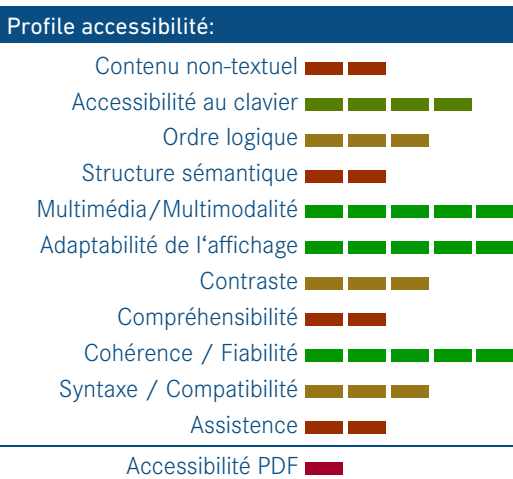 Profile accessibilité:
Contenu non-textuel
Accessibilité au clavier
Ordre logique
Structure sémantique
Multimédia/Multimodalité
Adaptabilité de l‘affichage
Contraste
Compréhensibilité
Cohérence / Fiabilité
Syntaxe / Compatibilité
Assistence
Accessibilité PDF